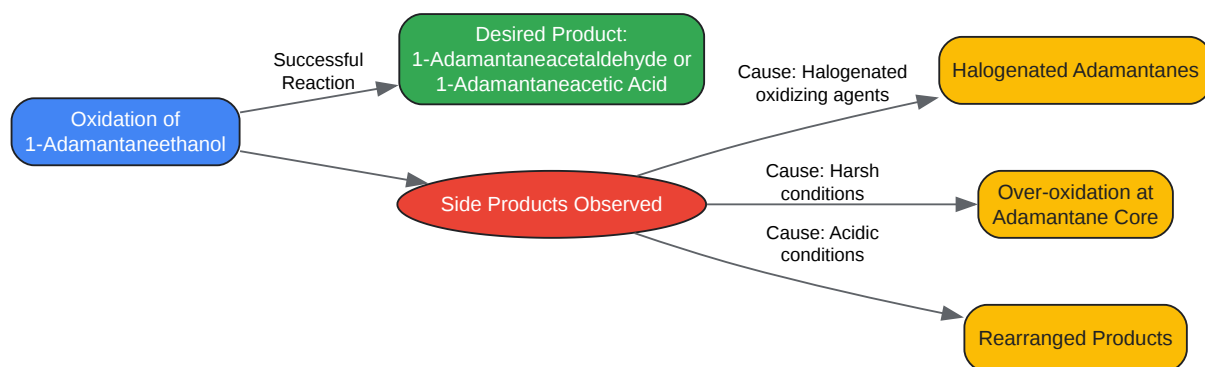 Oxidation of
1-Adamantaneethanol
Successful
Reaction
Desired Product:
1-Adamantaneacetaldehyde or
1-Adamantaneacetic Acid
Side Products Observed
Cause: Halogenated
oxidizing agents
Halogenated Adamantanes
Cause: Harsh
conditions
Over-oxidation at
Adamantane Core
Cause: Acidic
conditions
Rearranged Products